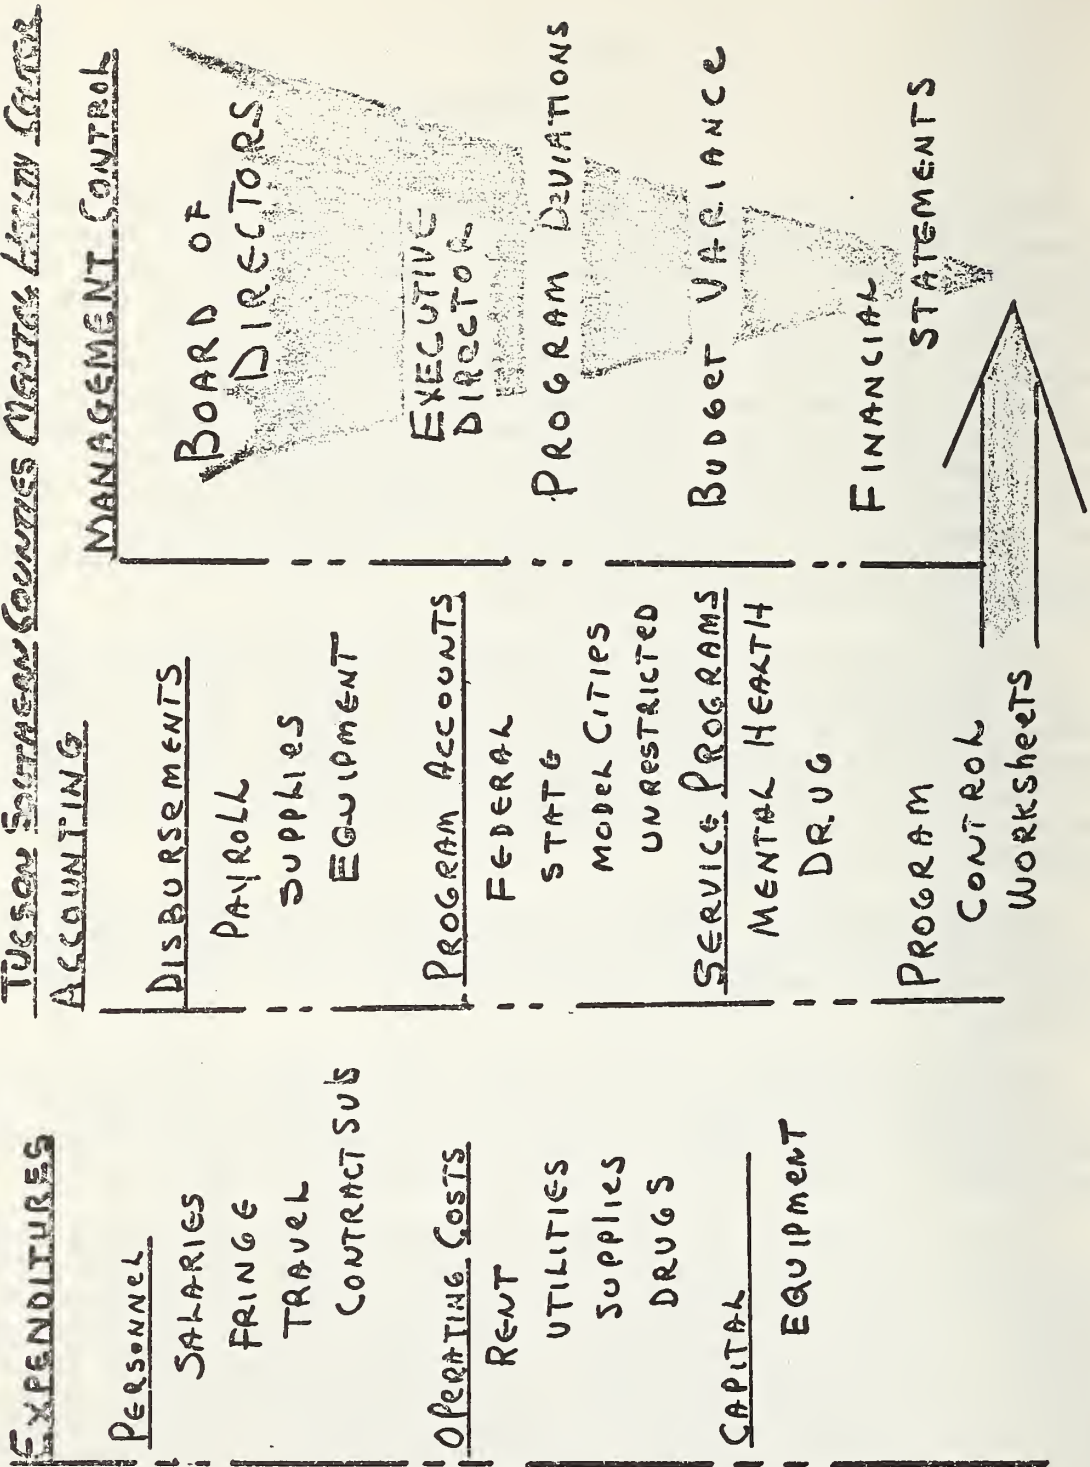 TUCSON SOUTHERN COUNTIES MENTAL HEALTH CENTER
EXPENDITURES
PERSONNEL
SALARIES
FRINGE
TRAVEL
CONTRACT SUB
OPERATING COSTS
RENT
UTILITIES
SUPPLIES
DRUGS
CAPITAL
EQUIPMENT
ACCOUNTING
DISBURSEMENTS
PAYROLL
SUPPLIES
EQUIPMENT
PROGRAM ACCOUNTS
FEDERAL
STATE
MODEL CITIES
UNRESTRICTED
SERVICE PROGRAMS
MENTAL HEALTH
DRUG
PROGRAM
CONTROL
WORKSHEETS
MANAGEMENT CONTROL
BOARD OF
DIRECTORS
EXECUTIVE
DIRECTOR
PROGRAM DEVIATIONS
BUDGET VARIANCE
FINANCIAL
STATEMENTS